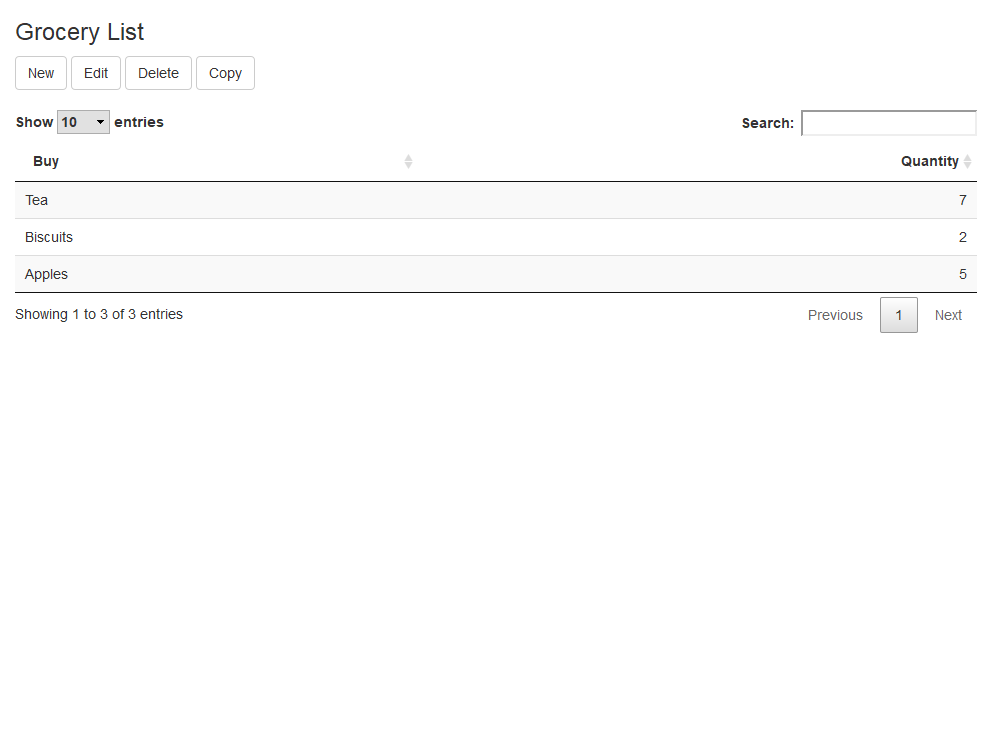 Grocery List
New Edit Delete Copy
Show 10 entries Search:
Buy Quantity
Tea 7
Biscuits 2
Apples 5
Showing 1 to 3 of 3 entries Previous 1 Next